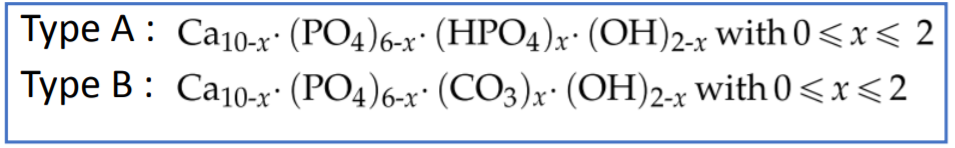 Type A : Ca₁₀₋ₓ· (PO₄)₆₋ₓ· (HPO₄)ₓ· (OH)₂₋ₓ with 0 ⩽ x ⩽ 2
Type B : Ca₁₀₋ₓ· (PO₄)₆₋ₓ· (CO₃)ₓ· (OH)₂₋ₓ with 0 ⩽ x ⩽ 2